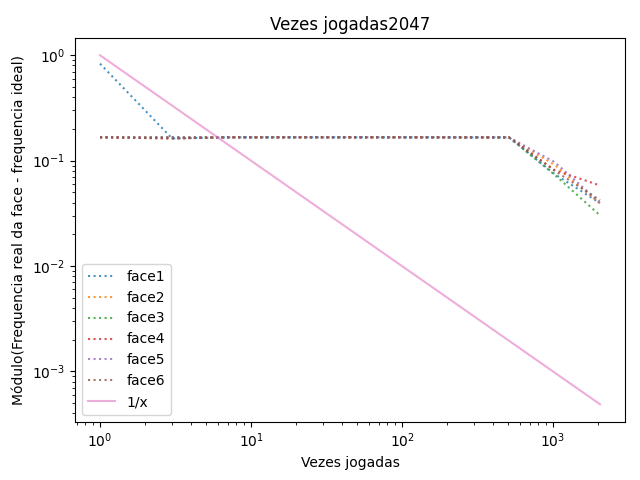 Vezes jogadas2047
Módulo(Frequencia real da face - frequencia ideal)
10⁰
10⁻¹
10⁻²
10⁻³
face1
face2
face3
face4
face5
face6
1/x
10⁰ 10¹ 10² 10³
Vezes jogadas